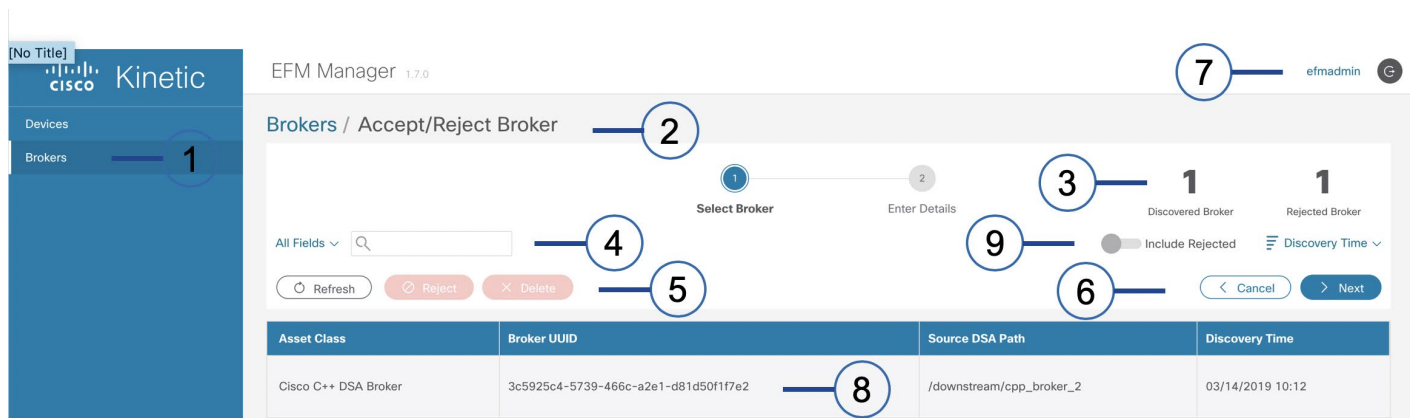 [No Title]
cisco Kinetic
EFM Manager 1.7.0
7
efmadmin
Devices
Brokers
1
Brokers / Accept/Reject Broker
2
1
2
Select Broker
Enter Details
3
1
1
Discovered Broker
Rejected Broker
All Fields
4
9
Include Rejected
Discovery Time
Refresh
Reject
Delete
5
6
Cancel
Next
Asset Class
Broker UUID
Source DSA Path
Discovery Time
Cisco C++ DSA Broker
3c5925c4-5739-466c-a2e1-d81d50f1f7e2
8
/downstream/cpp_broker_2
03/14/2019 10:12